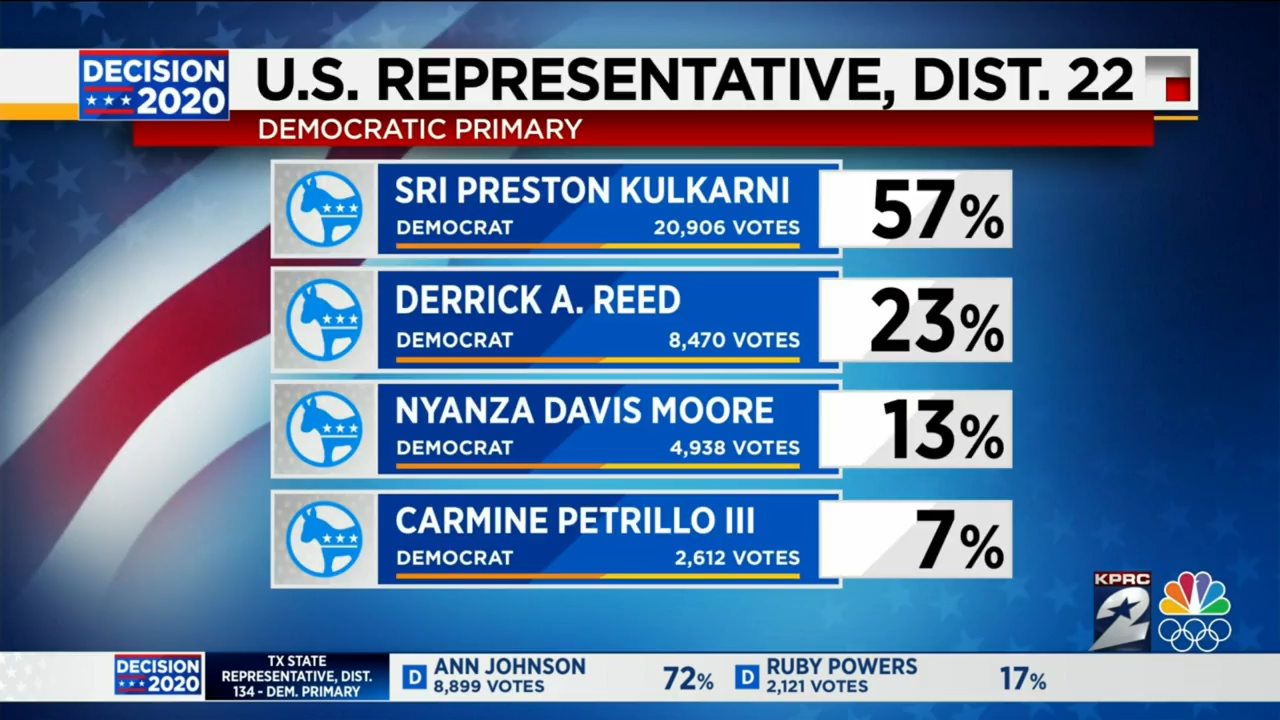 DECISION
2020
U.S. REPRESENTATIVE, DIST. 22
DEMOCRATIC PRIMARY
SRI PRESTON KULKARNI
DEMOCRAT 20,906 VOTES
57%
DERRICK A. REED
DEMOCRAT 8,470 VOTES
23%
NYANZA DAVIS MOORE
DEMOCRAT 4,938 VOTES
13%
CARMINE PETRILLO III
DEMOCRAT 2,612 VOTES
7%
KPRC
2
DECISION
2020
TX STATE
REPRESENTATIVE, DIST.
134 - DEM. PRIMARY
D ANN JOHNSON
8,899 VOTES
72%
D RUBY POWERS
2,121 VOTES
17%